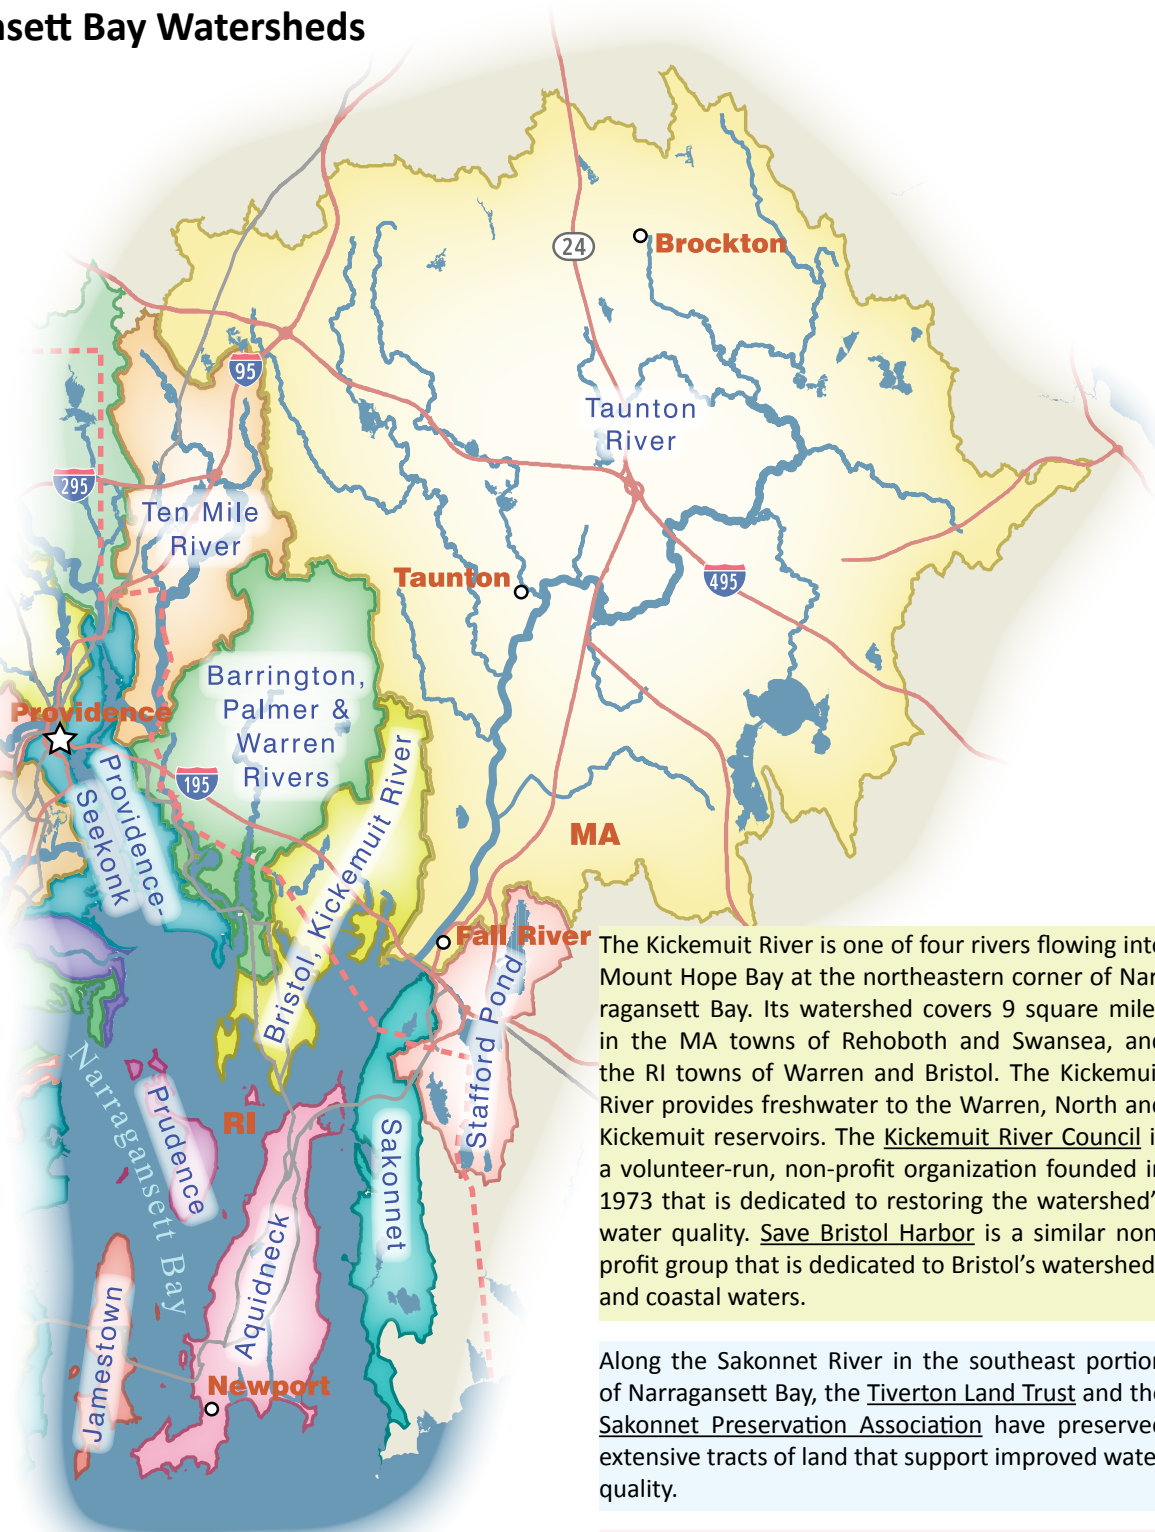 nsett Bay Watersheds
24
Brockton
95
Taunton
River
295
Ten Mile
River
Taunton
495
Barrington,
Palmer &
Warren
Rivers
Providence
195
Providence-
Seekonk
Bristol, Kickemuit River
MA
Fall River
Stafford Pond
Narragansett Bay
Prudence
RI
Sakonnet
Aquidneck
Jamestown
Newport
The Kickemuit River is one of four rivers flowing into
Mount Hope Bay at the northeastern corner of Nar
ragansett Bay. Its watershed covers 9 square mile
in the MA towns of Rehoboth and Swansea, and
the RI towns of Warren and Bristol. The Kickemui
River provides freshwater to the Warren, North and
Kickemuit reservoirs. The Kickemuit River Council i
a volunteer-run, non-profit organization founded in
1973 that is dedicated to restoring the watershed’
water quality. Save Bristol Harbor is a similar non
profit group that is dedicated to Bristol’s watershed
and coastal waters.
Along the Sakonnet River in the southeast portion
of Narragansett Bay, the Tiverton Land Trust and the
Sakonnet Preservation Association have preserved
extensive tracts of land that support improved wate
quality.